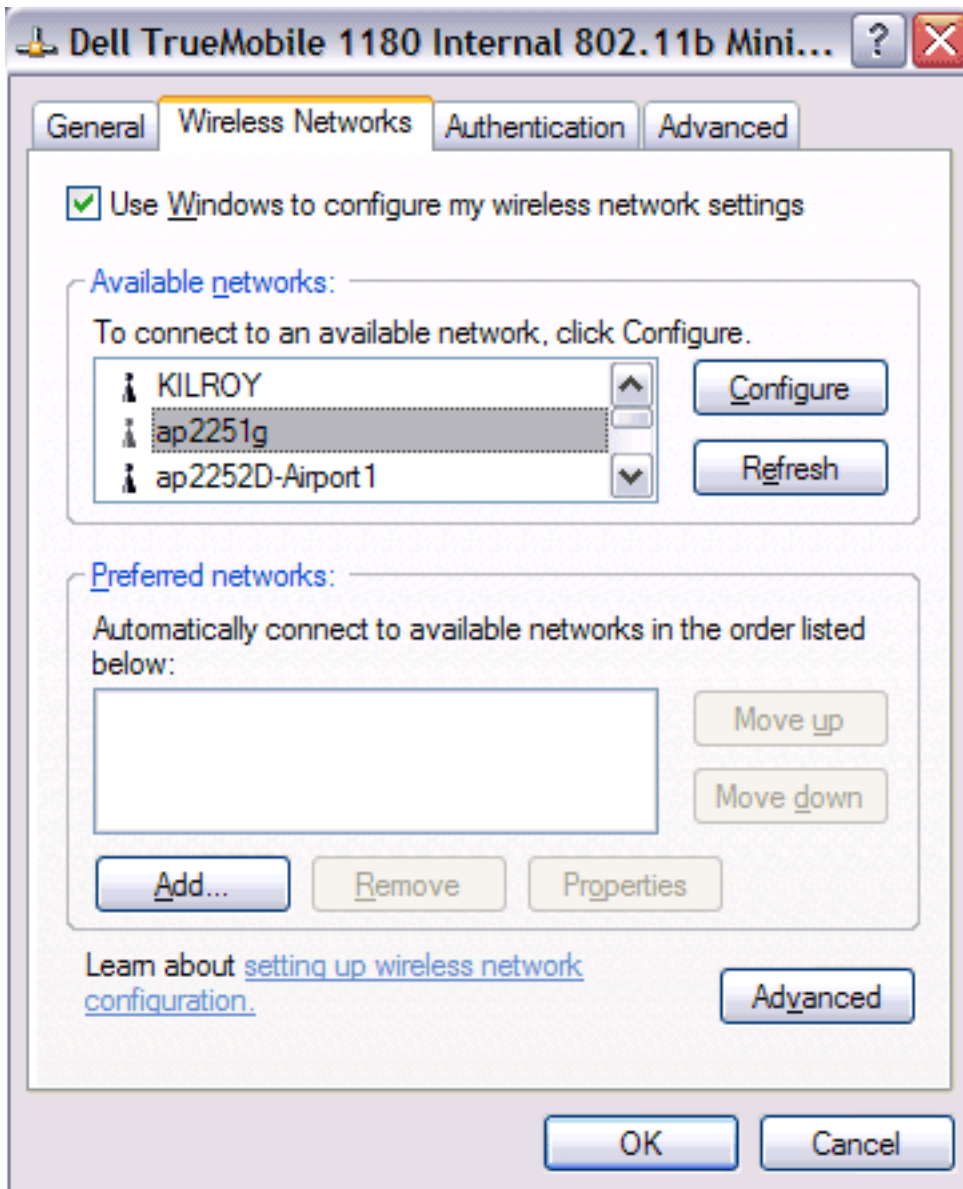 Dell TrueMobile 1180 Internal 802.11b Mini...
General Wireless Networks Authentication Advanced
Use Windows to configure my wireless network settings
Available networks:
To connect to an available network, click Configure.
KILROY
ap2251g
ap2252D-Airport1
Configure
Refresh
Preferred networks:
Automatically connect to available networks in the order listed
below:
Move up
Move down
Add... Remove Properties
Learn about setting up wireless network
configuration.
Advanced
OK Cancel